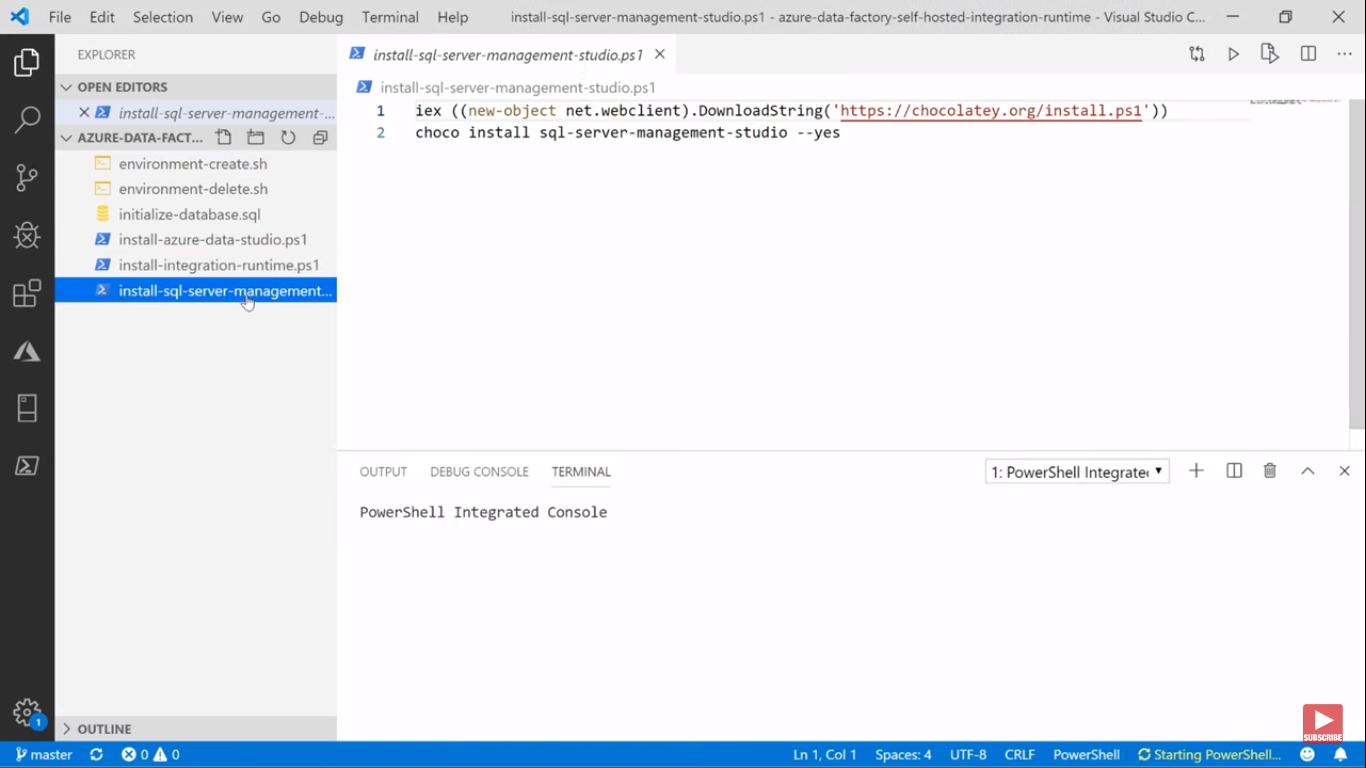 File Edit Selection View Go Debug Terminal Help install-sql-server-management-studio.ps1 - azure-data-factory-self-hosted-integration-runtime - Visual Studio C...
EXPLORER
OPEN EDITORS
install-sql-server-management-...
AZURE-DATA-FACT...
environment-create.sh
environment-delete.sh
initialize-database.sql
install-azure-data-studio.ps1
install-integration-runtime.ps1
install-sql-server-management...
OUTLINE
install-sql-server-management-studio.ps1
install-sql-server-management-studio.ps1
1 iex ((new-object net.webclient).DownloadString('https://chocolatey.org/install.ps1'))
2 choco install sql-server-management-studio --yes
OUTPUT DEBUG CONSOLE TERMINAL 1: PowerShell Integrate
PowerShell Integrated Console
SUBSCRIBE
1
master 0 0 Ln 1, Col 1 Spaces: 4 UTF-8 CRLF PowerShell Starting PowerShell...